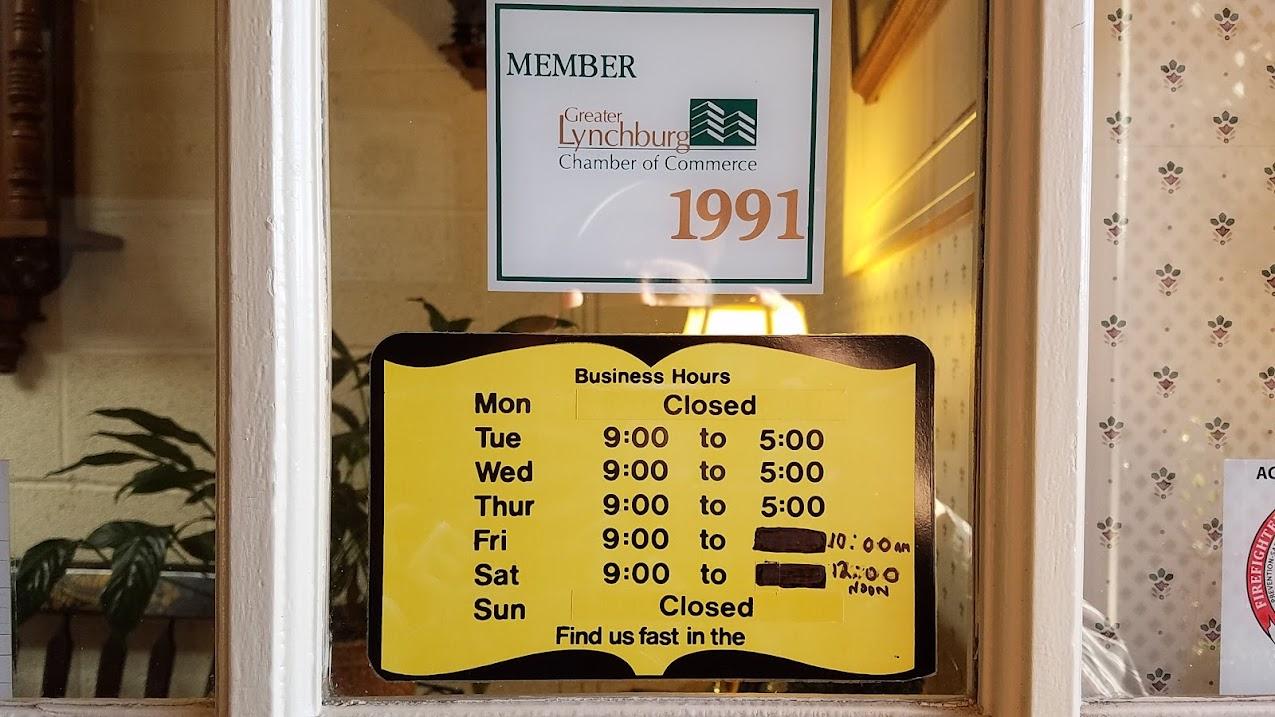 MEMBER
Greater
Lynchburg
Chamber of Commerce
1991
Business Hours
Mon Closed
Tue 9:00 to 5:00
Wed 9:00 to 5:00
Thur 9:00 to 5:00
Fri 9:00 to 10:00 am
Sat 9:00 to 12:00
NOON
Sun Closed
Find us fast in the
AC
FIREFIGHTE